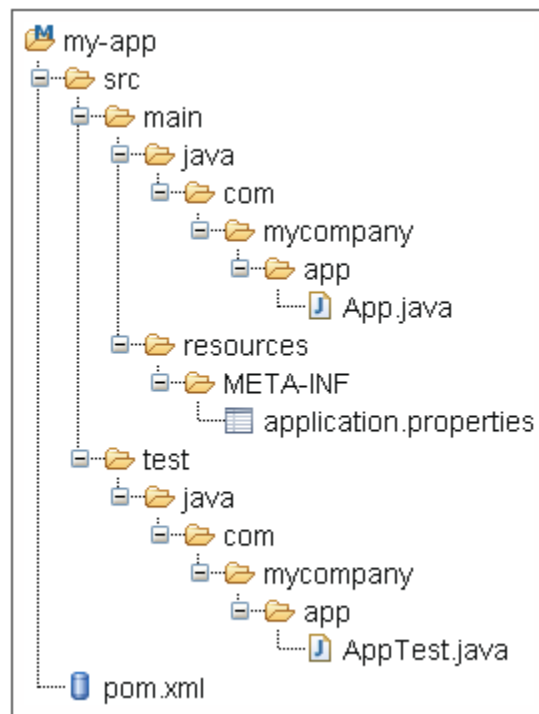 my-app
src
main
java
com
mycompany
app
App.java
resources
META-INF
application.properties
test
java
com
mycompany
app
AppTest.java
pom.xml